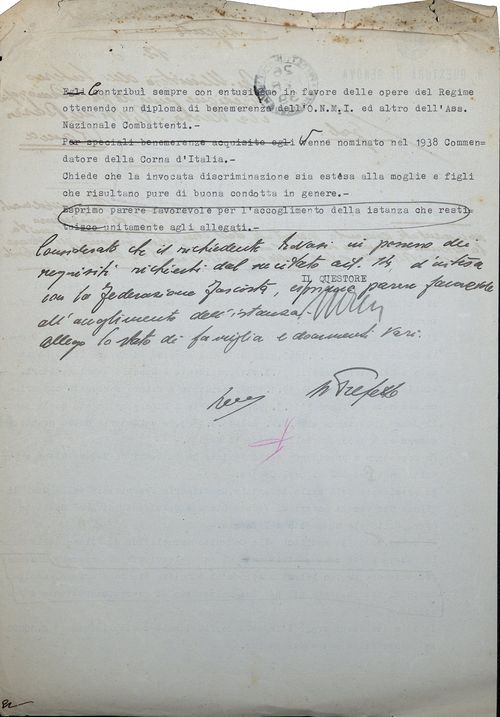 Egli Contribuì sempre con entusiasmo in favore delle opere del Regime
ottenendo un diploma di benemerenza dell'O.N.M.I. ed altro dell'Ass.
Nazionale Combattenti.-
Per speciali benemerenze acquisite egli Venne nominato nel 1938 Commen-
datore della Corna d'Italia.-
Chiede che la invocata discriminazione sia estesa alla moglie e figli
che risultano pure di buona condotta in genere.-
Esprimo parere favorevole per l'accoglimento della istanza che resti-
tuisco unitamente agli allegati.-
Considerato che il richiedente trovasi in possesso dei
requisiti richiesti dal recitato art. 14, d'intesa
IL QUESTORE
con la Federazione Fascista, esprimo parere favorevole
all'accoglimento dell'istanza.
Allego lo stato di famiglia e documenti vari.
Il Prefetto